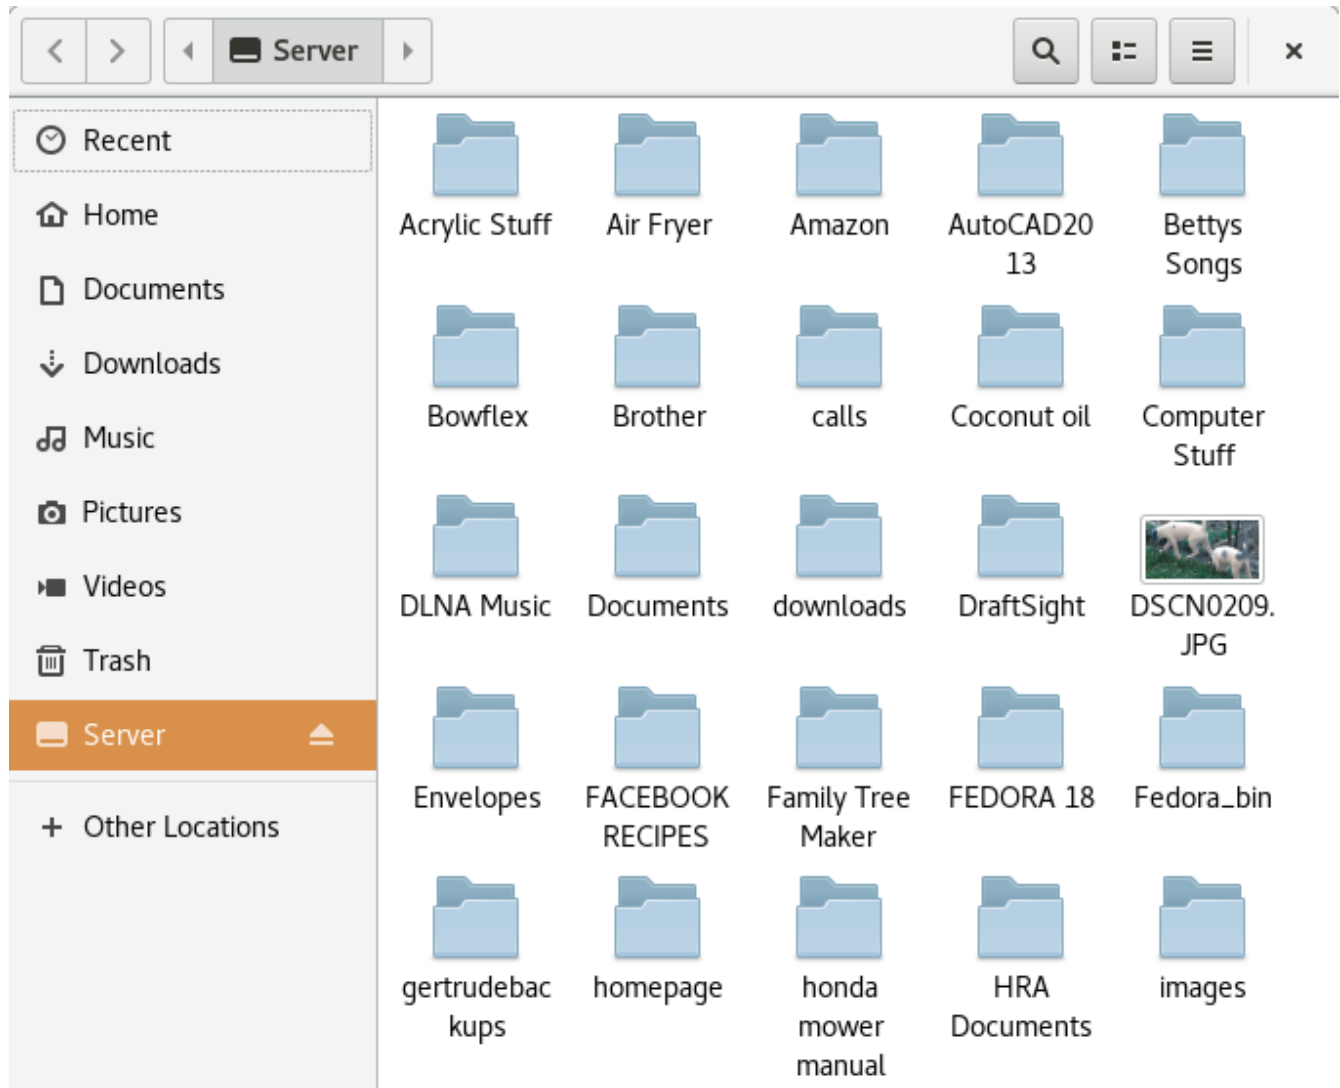 Server
Recent
Home
Documents
Downloads
Music
Pictures
Videos
Trash
Server
Other Locations
Acrylic Stuff
Air Fryer
Amazon
AutoCAD20
13
Bettys
Songs
Bowflex
Brother
calls
Coconut oil
Computer
Stuff
DLNA Music
Documents
downloads
DraftSight
DSCN0209.
JPG
Envelopes
FACEBOOK
RECIPES
Family Tree
Maker
FEDORA 18
Fedora_bin
gertrudebac
kups
homepage
honda
mower
manual
HRA
Documents
images